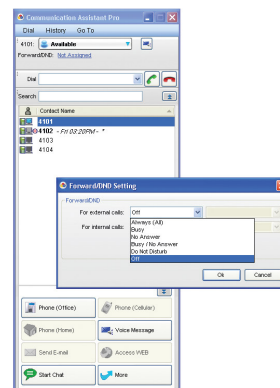 Communication Assistant Pro
Dial History Go To
4101: Available
Forward/DND: Not Assigned
Dial
Search
Contact Name
4101
4102 - Fri 03:20PM - *
4103
4104
Forward/DND Setting
Forward/DND
For external calls: Off
For internal calls:
Always (All)
Busy
No Answer
Busy / No Answer
Do Not Disturb
Off
Ok Cancel
Phone (Office) Phone (Cellular)
Phone (Home) Voice Message
Send E-mail Access WEB
Start Chat More